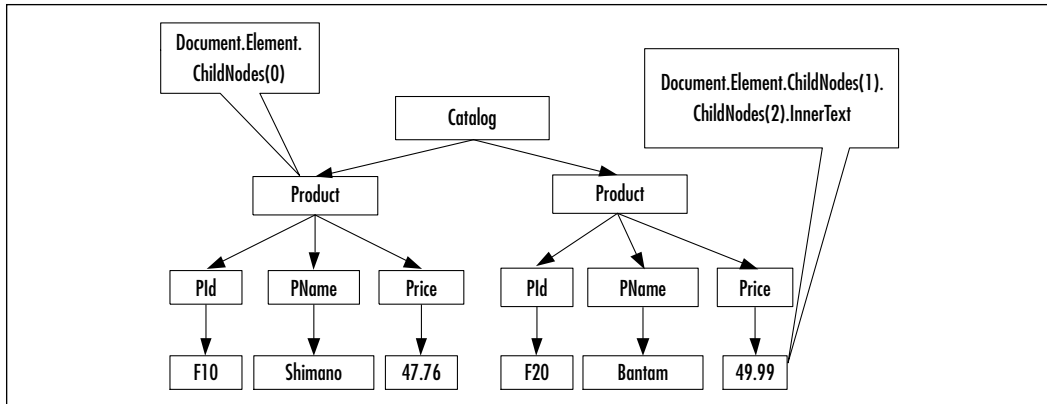 Document.Element.
ChildNodes(0)
Document.Element.ChildNodes(1).
ChildNodes(2).InnerText
Catalog
Product
Product
PId
PName
Price
PId
PName
Price
F10
Shimano
47.76
F20
Bantam
49.99